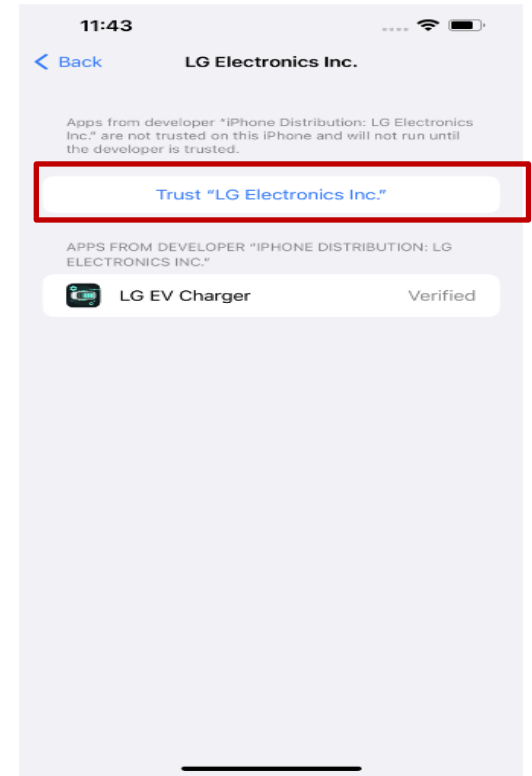 11:43
Back
LG Electronics Inc.
Apps from developer "iPhone Distribution: LG Electronics
Inc." are not trusted on this iPhone and will not run until
the developer is trusted.
Trust “LG Electronics Inc.”
APPS FROM DEVELOPER "IPHONE DISTRIBUTION: LG
ELECTRONICS INC."
LG EV Charger
Verified